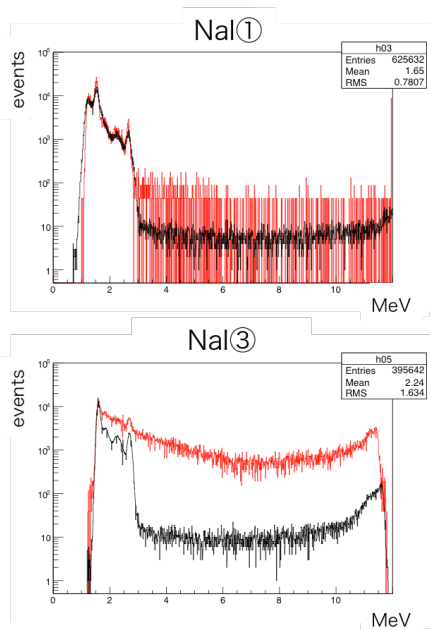 NaI①
events
h03
Entries 625632
Mean 1.65
RMS 0.7807
10⁵
10⁴
10³
10²
10
1
0 2 4 6 8 10
MeV
NaI③
events
h05
Entries 395642
Mean 2.24
RMS 1.634
10⁵
10⁴
10³
10²
10
1
0 2 4 6 8 10
MeV